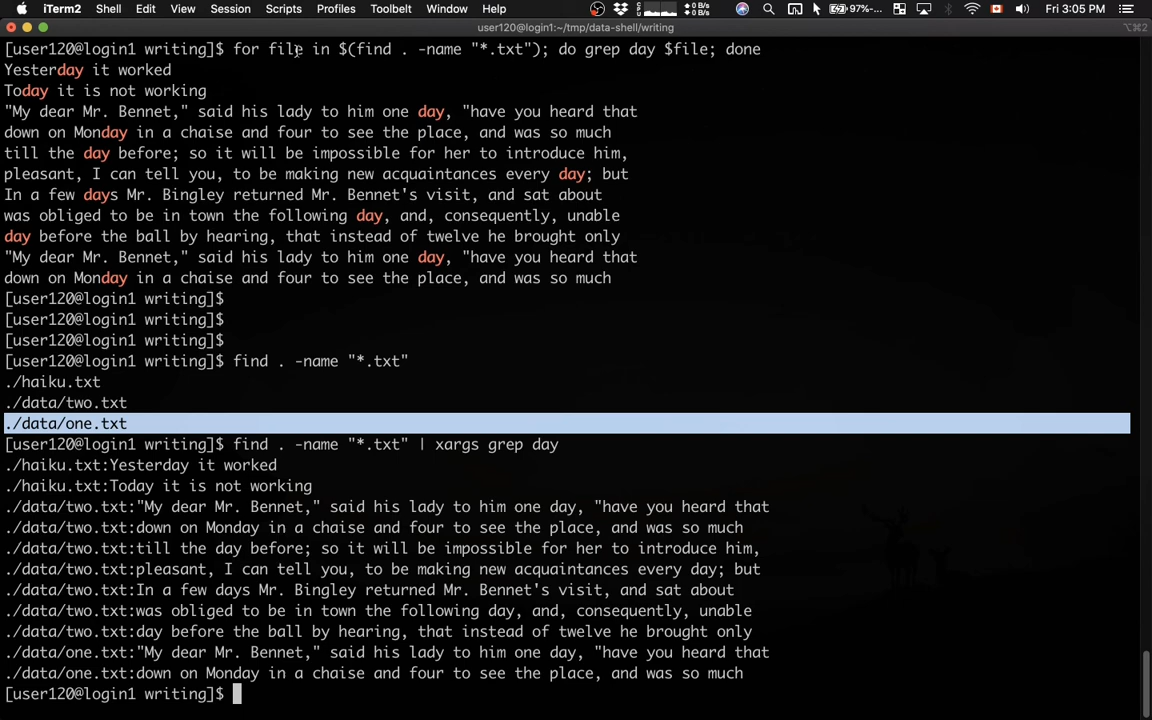 iTerm2 Shell Edit View Session Scripts Profiles Toolbelt Window Help 0 B/s 0 B/s 97% Fri 3:05 PM
user120@login1:~/tmp/data-shell/writing ⌥⌘2
[user120@login1 writing]$ for file in $(find . -name "*.txt"); do grep day $file; done
Yesterday it worked
Today it is not working
"My dear Mr. Bennet," said his lady to him one day, "have you heard that
down on Monday in a chaise and four to see the place, and was so much
till the day before; so it will be impossible for her to introduce him,
pleasant, I can tell you, to be making new acquaintances every day; but
In a few days Mr. Bingley returned Mr. Bennet's visit, and sat about
was obliged to be in town the following day, and, consequently, unable
day before the ball by hearing, that instead of twelve he brought only
"My dear Mr. Bennet," said his lady to him one day, "have you heard that
down on Monday in a chaise and four to see the place, and was so much
[user120@login1 writing]$
[user120@login1 writing]$
[user120@login1 writing]$
[user120@login1 writing]$ find . -name "*.txt"
./haiku.txt
./data/two.txt
./data/one.txt
[user120@login1 writing]$ find . -name "*.txt" | xargs grep day
./haiku.txt:Yesterday it worked
./haiku.txt:Today it is not working
./data/two.txt:"My dear Mr. Bennet," said his lady to him one day, "have you heard that
./data/two.txt:down on Monday in a chaise and four to see the place, and was so much
./data/two.txt:till the day before; so it will be impossible for her to introduce him,
./data/two.txt:pleasant, I can tell you, to be making new acquaintances every day; but
./data/two.txt:In a few days Mr. Bingley returned Mr. Bennet's visit, and sat about
./data/two.txt:was obliged to be in town the following day, and, consequently, unable
./data/two.txt:day before the ball by hearing, that instead of twelve he brought only
./data/one.txt:"My dear Mr. Bennet," said his lady to him one day, "have you heard that
./data/one.txt:down on Monday in a chaise and four to see the place, and was so much
[user120@login1 writing]$